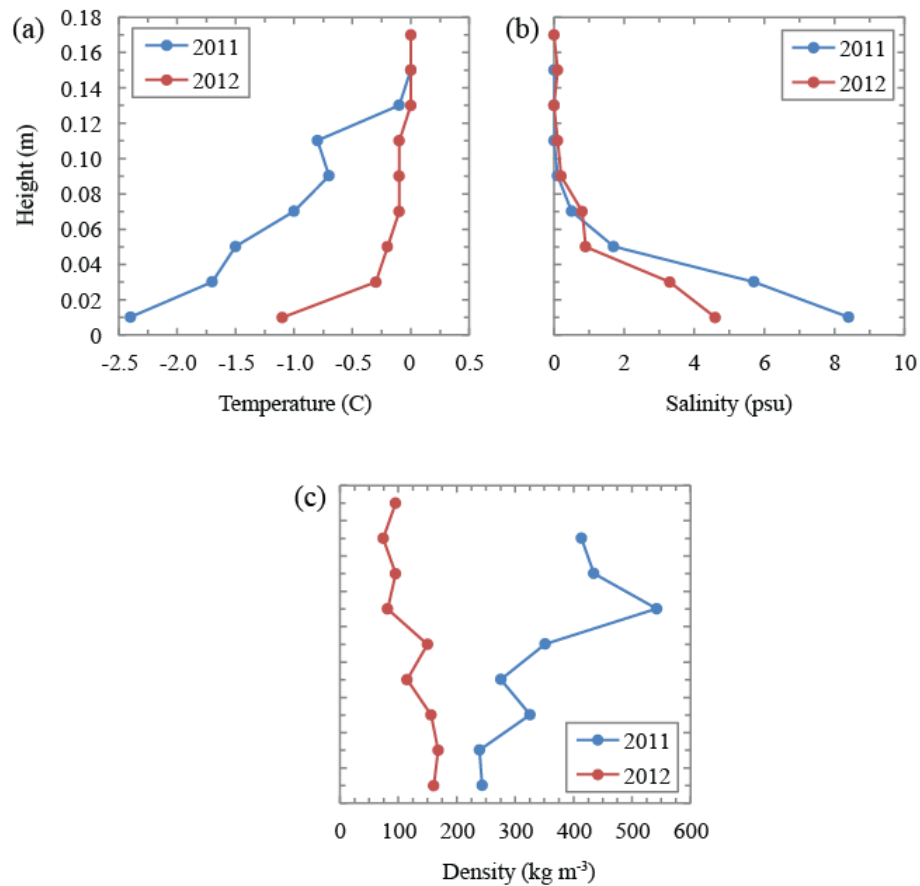 (a)
0.18
0.16
0.14
0.12
0.10
0.08
0.06
0.04
0.02
0
Height (m)
2011
2012
-2.5 -2.0 -1.5 -1.0 -0.5 0 0.5
Temperature (C)
(b)
2011
2012
0 2 4 6 8 10
Salinity (psu)
(c)
2011
2012
0 100 200 300 400 500 600
Density (kg m-3)